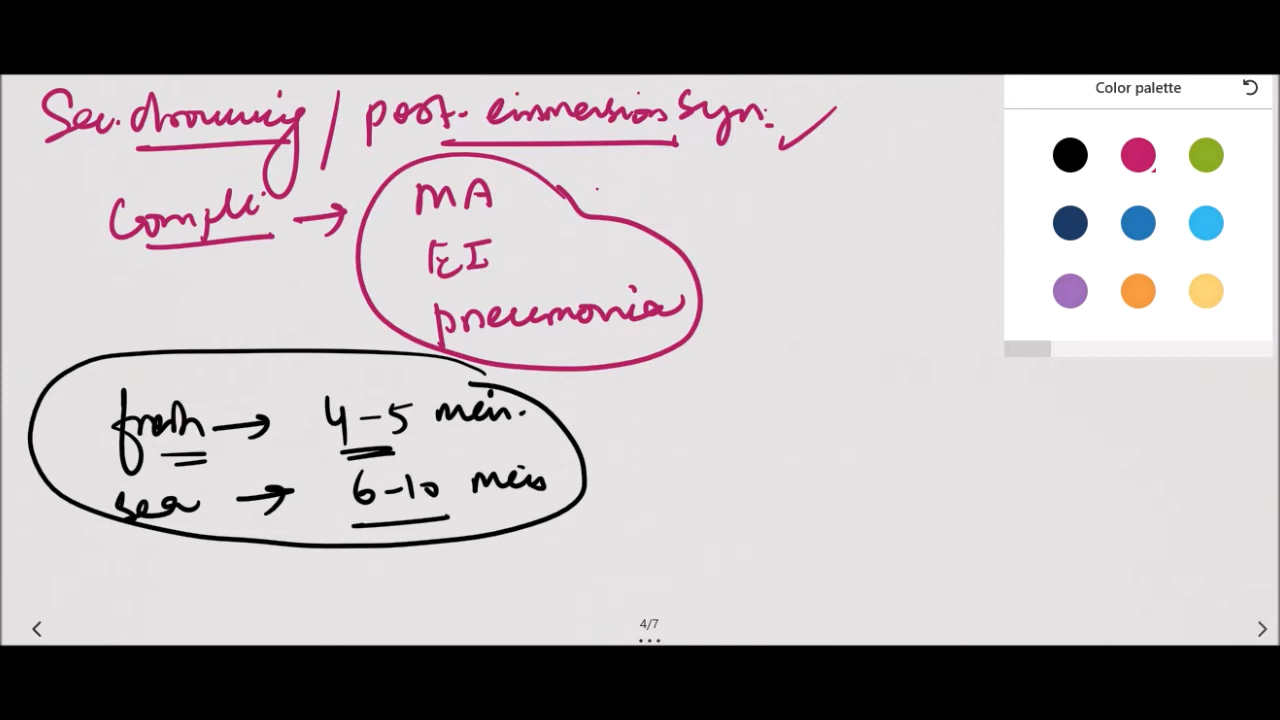 Sec. drowning / post-immersion Syn.
Compli →
MA
EI
pneumonia
fresh → 4-5 min.
sea → 6-10 min
Color palette
4/7